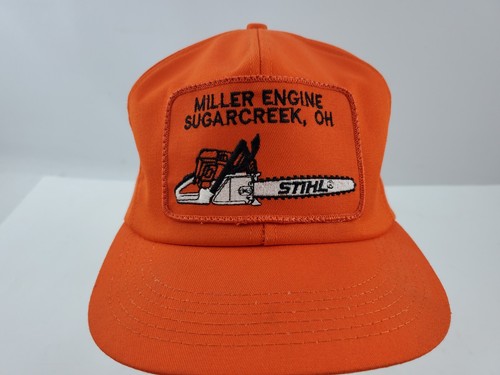 MILLER ENGINE
SUGARCREEK, OH
STIHL